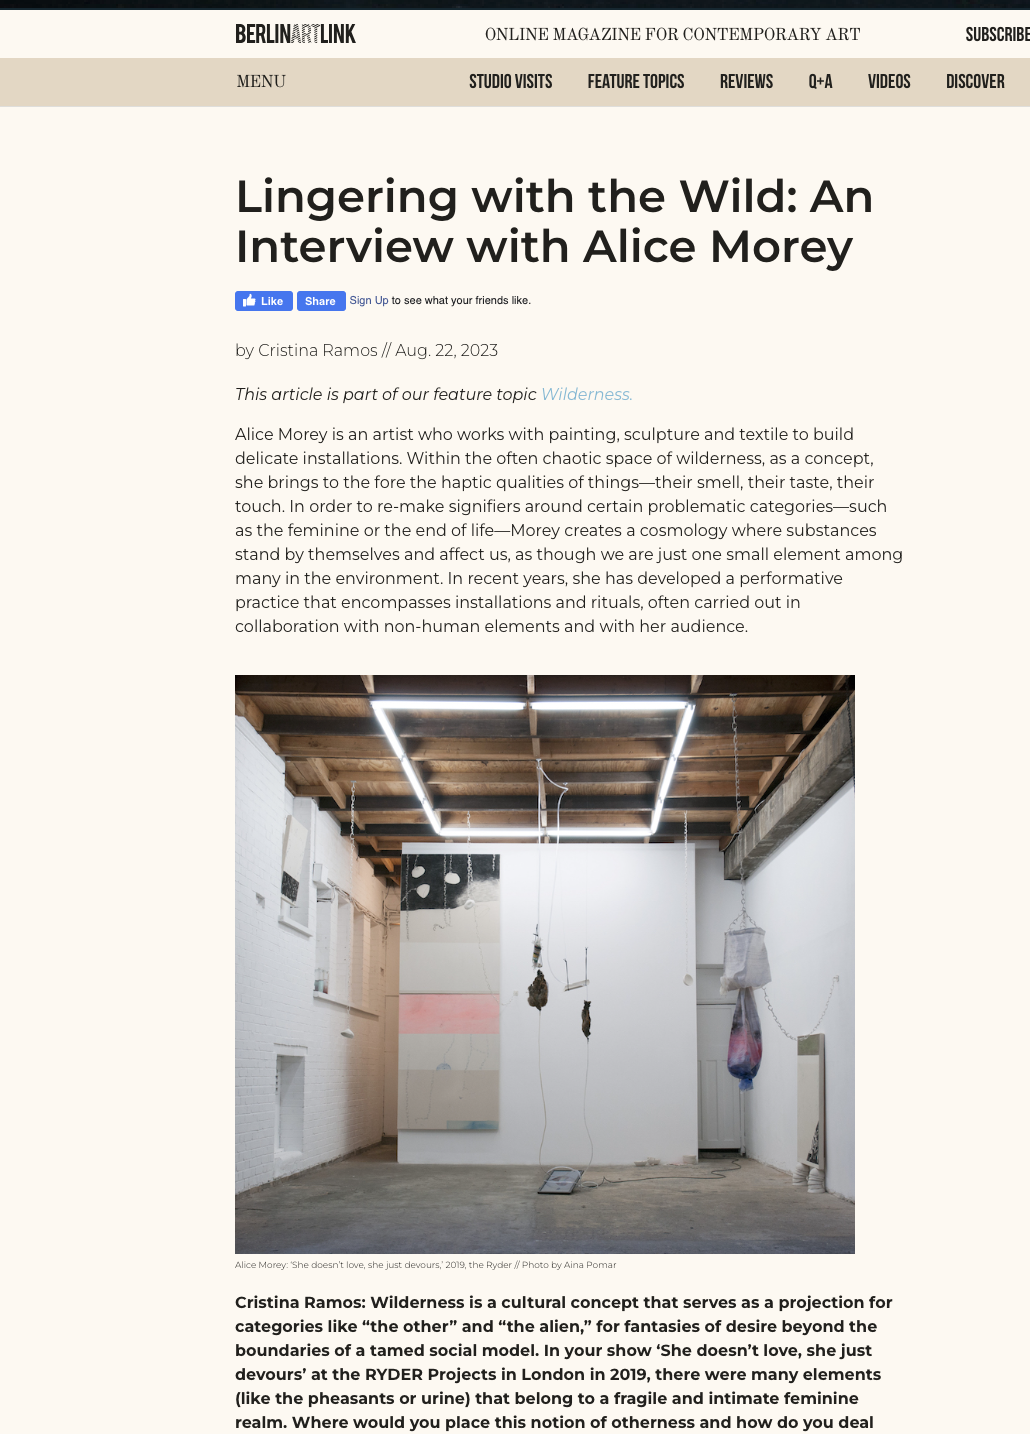 BERLINARTLINK
ONLINE MAGAZINE FOR CONTEMPORARY ART
SUBSCRIBE
MENU
STUDIO VISITS
FEATURE TOPICS
REVIEWS
Q+A
VIDEOS
DISCOVER
Lingering with the Wild: An
Interview with Alice Morey
Like
Share
Sign Up to see what your friends like.
by Cristina Ramos // Aug. 22, 2023
This article is part of our feature topic Wilderness.
Alice Morey is an artist who works with painting, sculpture and textile to build
delicate installations. Within the often chaotic space of wilderness, as a concept,
she brings to the fore the haptic qualities of things—their smell, their taste, their
touch. In order to re-make signifiers around certain problematic categories—such
as the feminine or the end of life—Morey creates a cosmology where substances
stand by themselves and affect us, as though we are just one small element among
many in the environment. In recent years, she has developed a performative
practice that encompasses installations and rituals, often carried out in
collaboration with non-human elements and with her audience.
Alice Morey: ‘She doesn’t love, she just devours,’ 2019, the Ryder // Photo by Aina Pomar
Cristina Ramos: Wilderness is a cultural concept that serves as a projection for
categories like “the other” and “the alien,” for fantasies of desire beyond the
boundaries of a tamed social model. In your show ‘She doesn’t love, she just
devours’ at the RYDER Projects in London in 2019, there were many elements
(like the pheasants or urine) that belong to a fragile and intimate feminine
realm. Where would you place this notion of otherness and how do you deal